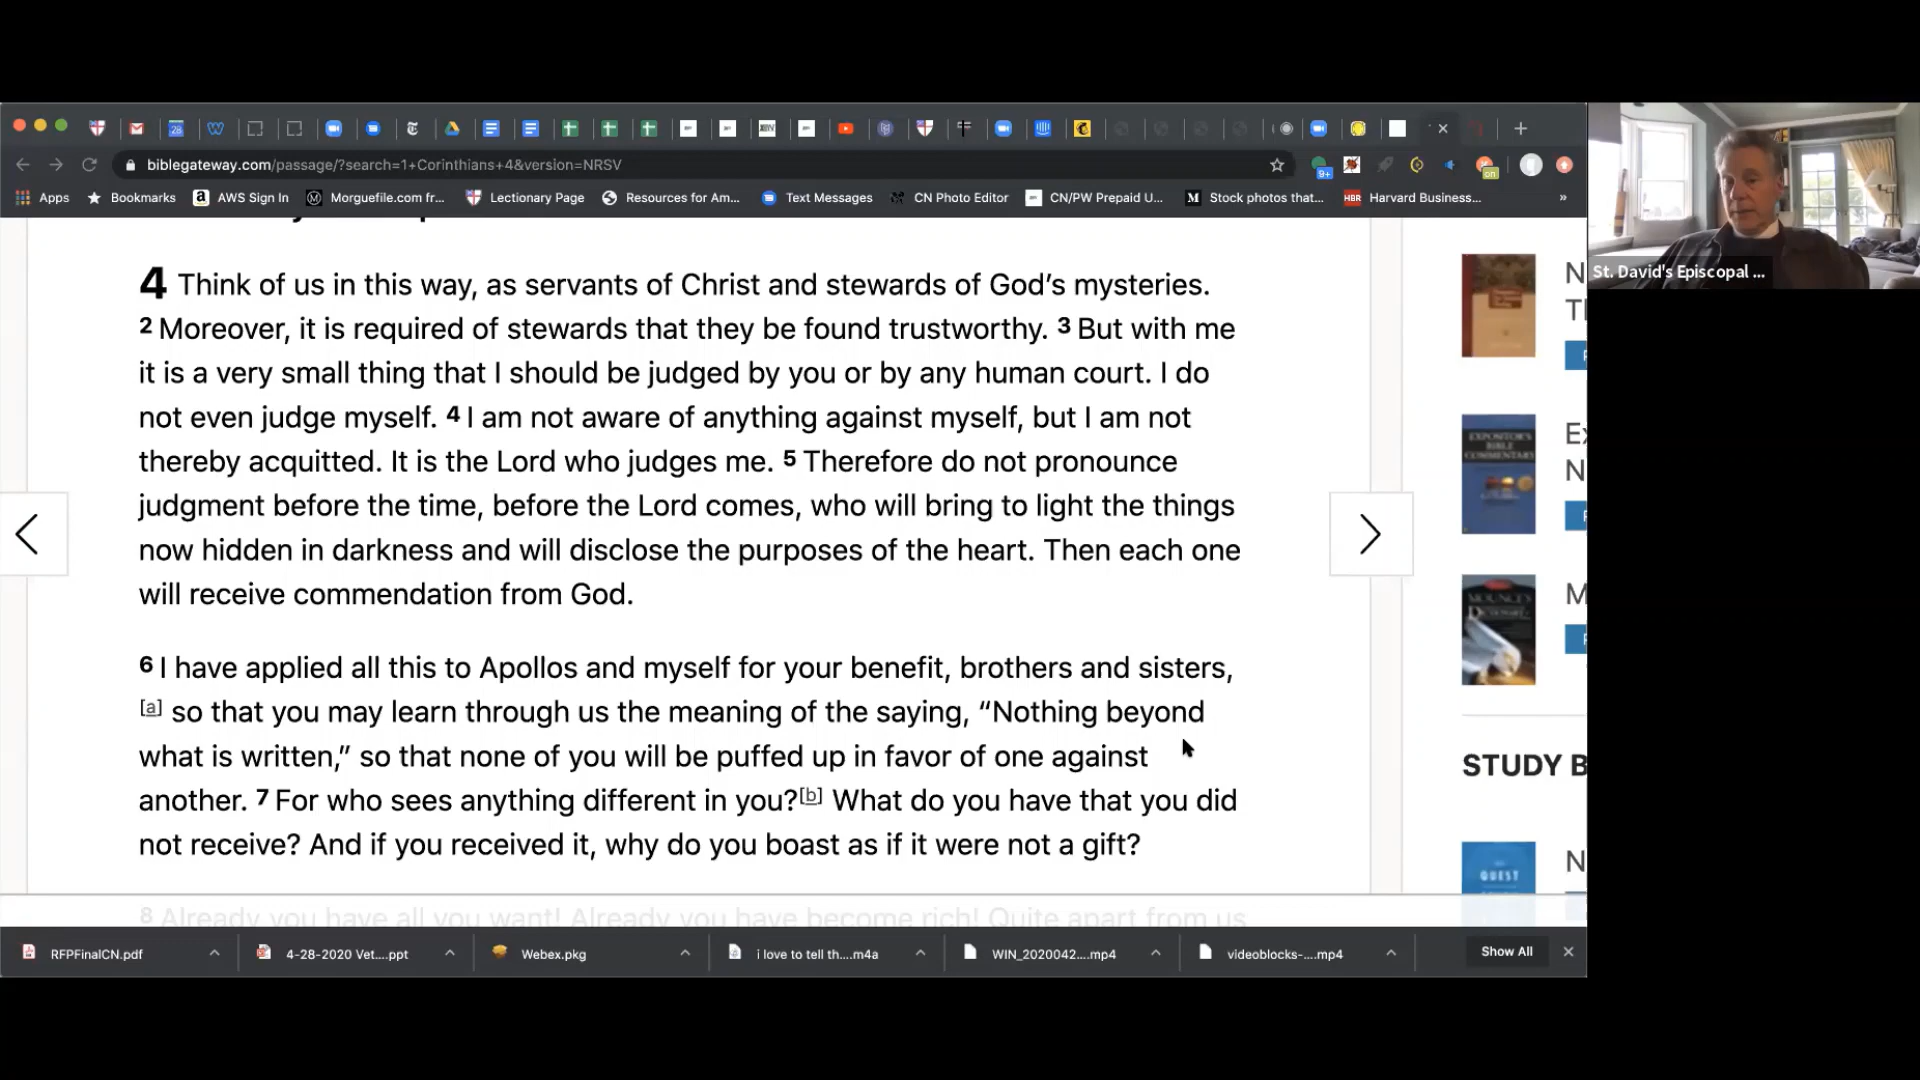 28
biblegateway.com/passage/?search=1+Corinthians+4&version=NRSV
9+
on
Apps
Bookmarks
AWS Sign In
Morguefile.com fr...
Lectionary Page
Resources for Am...
Text Messages
CN Photo Editor
CN/PW Prepaid U...
Stock photos that...
HBR
Harvard Business...
»
St. David's Episcopal ...
4 Think of us in this way, as servants of Christ and stewards of God’s mysteries.
2 Moreover, it is required of stewards that they be found trustworthy. 3 But with me
it is a very small thing that I should be judged by you or by any human court. I do
not even judge myself. 4 I am not aware of anything against myself, but I am not
thereby acquitted. It is the Lord who judges me. 5 Therefore do not pronounce
judgment before the time, before the Lord comes, who will bring to light the things
now hidden in darkness and will disclose the purposes of the heart. Then each one
will receive commendation from God.
6 I have applied all this to Apollos and myself for your benefit, brothers and sisters,
[a] so that you may learn through us the meaning of the saying, “Nothing beyond
what is written,” so that none of you will be puffed up in favor of one against
another. 7 For who sees anything different in you?[b] What do you have that you did
not receive? And if you received it, why do you boast as if it were not a gift?
8 Already you have all you want! Already you have become rich! Quite apart from us
EXPOSITOR'S
BIBLE
COMMENTARY
MOUNCE'S
DICTIONARY
STUDY B
QUEST
RFPFinalCN.pdf
4-28-2020 Vet....ppt
Webex.pkg
i love to tell th....m4a
WIN_2020042....mp4
videoblocks-....mp4
Show All